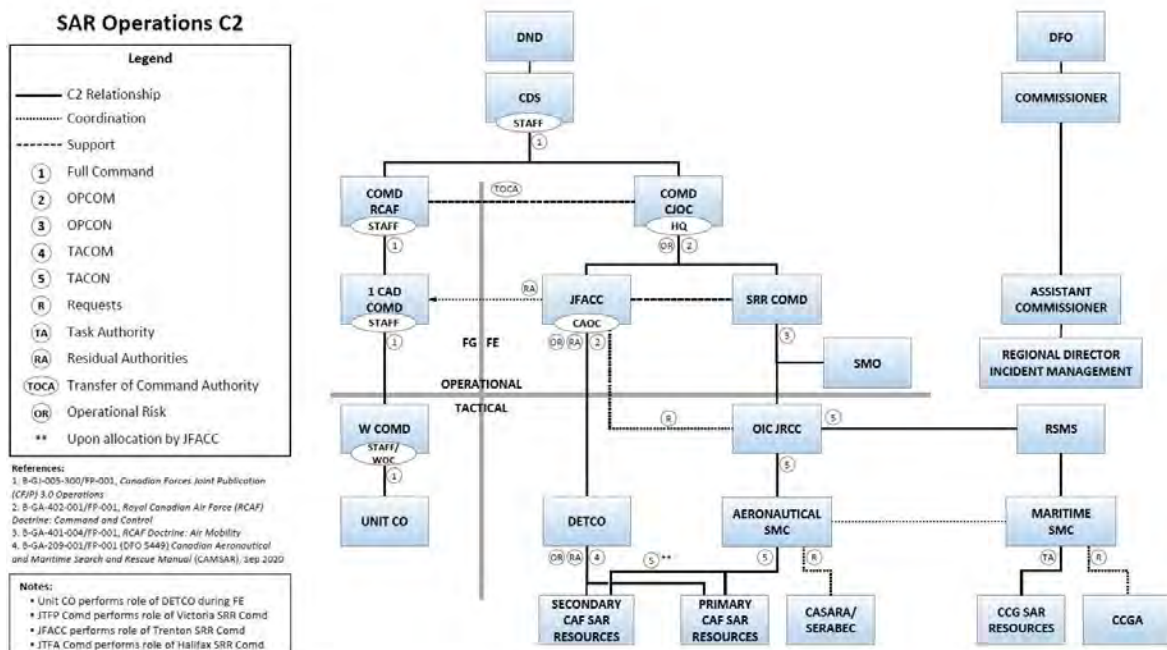 SAR Operations C2
Legend
C2 Relationship
Coordination
Support
1 Full Command
2 OPCOM
3 OPCON
4 TACOM
5 TACON
R Requests
TA Task Authority
RA Residual Authorities
TOCA Transfer of Command Authority
OR Operational Risk
** Upon allocation by JFACC
References:
1. B-GJ-005-300/FP-001, Canadian Forces Joint Publication
(CFJP) 3.0 Operations
2. B-GA-402-001/FP-001, Royal Canadian Air Force (RCAF)
Doctrine: Command and Control
3. B-GA-401-004/FP-001, RCAF Doctrine: Air Mobility
4. B-GA-209-001/FP-001 (DFO 5449) Canadian Aeronautical
and Maritime Search and Rescue Manual (CAMSAR), Sep 2020
Notes:
• Unit CO performs role of DETCO during FE
• JTFP Comd performs role of Victoria SRR Comd
• JFACC performs role of Trenton SRR Comd
• JTFA Comd performs role of Halifax SRR Comd
DND
CDS
STAFF
1
COMD
RCAF
STAFF
1
TOCA
COMD
CJOC
HQ
OR 2
1 CAD
COMD
STAFF
1
RA
JFACC
CAOC
OR RA 2
SRR COMD
3
SMO
FG FE
OPERATIONAL
TACTICAL
W COMD
STAFF/
WOC
1
UNIT CO
R
OIC JRCC
5
5
RSMS
DETCO
OR RA 4
AERONAUTICAL
SMC
5 R
5 **
MARITIME
SMC
TA R
SECONDARY
CAF SAR
RESOURCES
PRIMARY
CAF SAR
RESOURCES
CASARA/
SERABEC
CCG SAR
RESOURCES
CCGA
DFO
COMMISSIONER
ASSISTANT
COMMISSIONER
REGIONAL DIRECTOR
INCIDENT MANAGEMENT